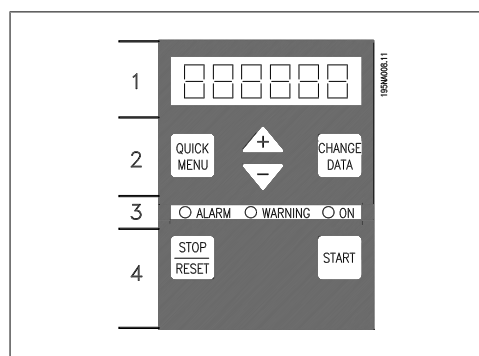 1
195NA008.11
2
QUICK
MENU
+
−
CHANGE
DATA
3
ALARM
WARNING
ON
4
STOP
RESET
START